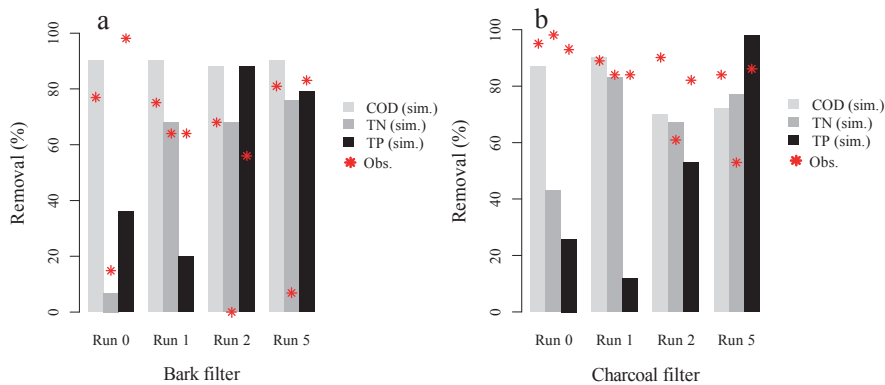 a
Removal (%)
100
80
60
40
20
0
COD (sim.)
TN (sim.)
TP (sim.)
Obs.
Run 0 Run 1 Run 2 Run 5
Bark filter
b
Removal (%)
100
80
60
40
20
0
COD (sim.)
TN (sim.)
TP (sim.)
Obs.
Run 0 Run 1 Run 2 Run 5
Charcoal filter